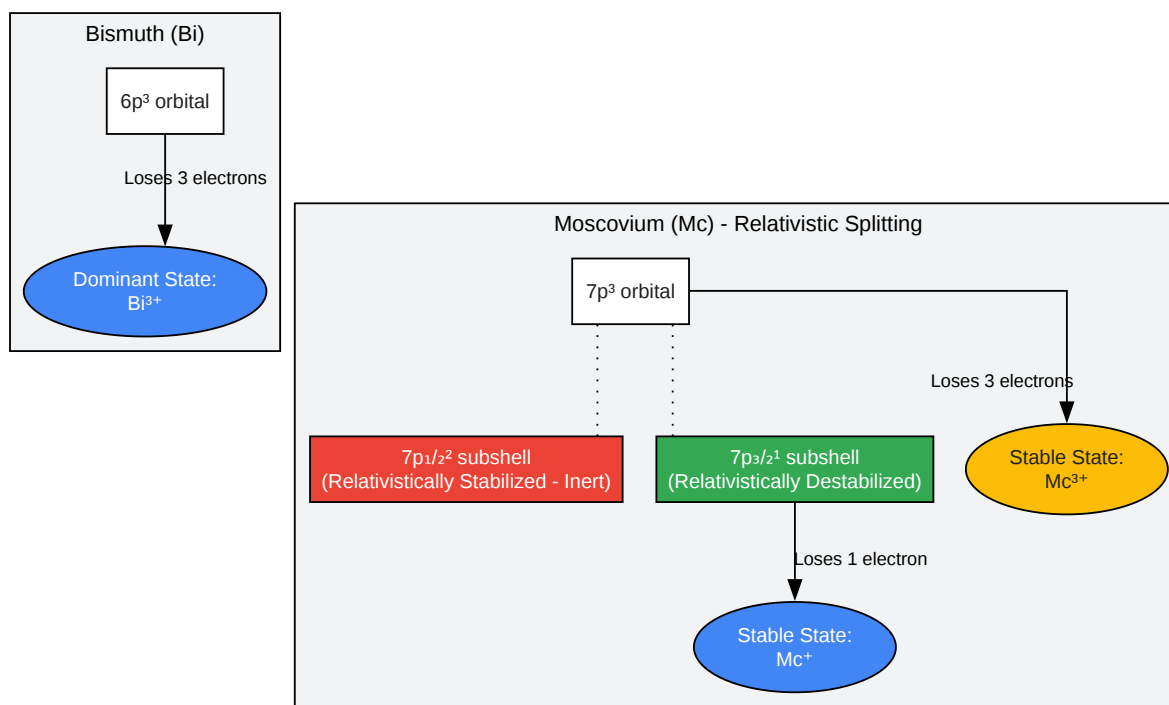 Bismuth (Bi)
6p³ orbital
Loses 3 electrons
Dominant State:
Bi³⁺
Moscovium (Mc) - Relativistic Splitting
7p³ orbital
Loses 3 electrons
7p₁/₂² subshell
(Relativistically Stabilized - Inert)
7p₃/₂¹ subshell
(Relativistically Destabilized)
Stable State:
Mc³⁺
Loses 1 electron
Stable State:
Mc⁺